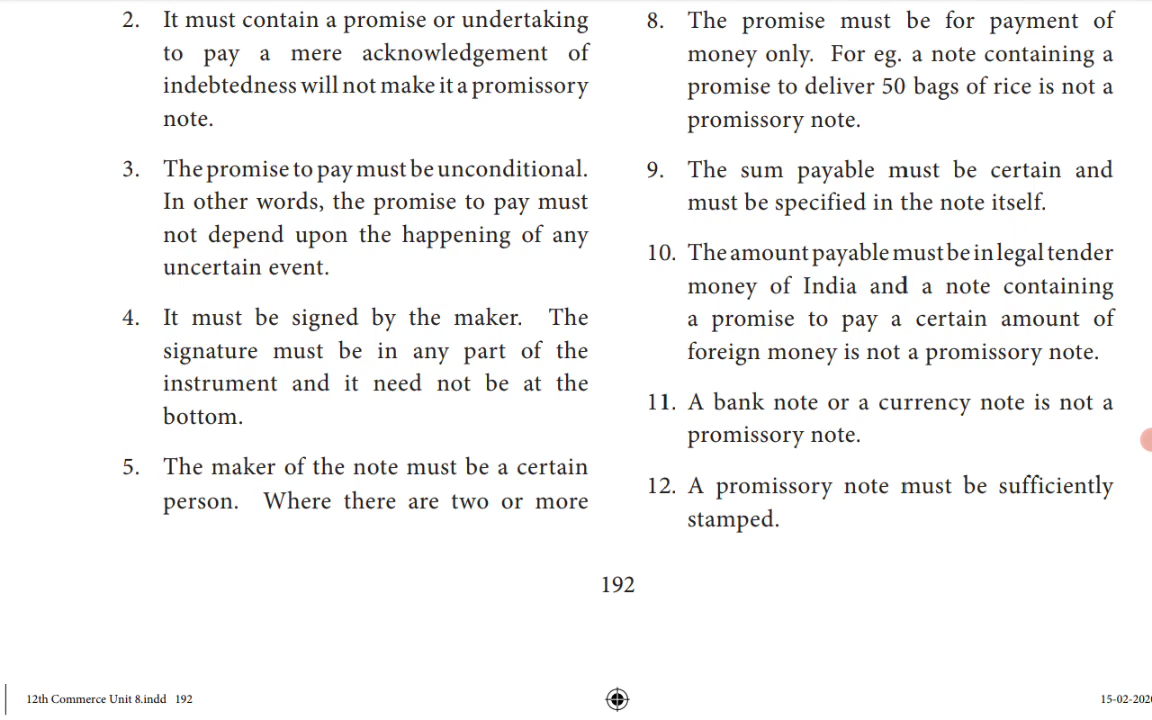 2. It must contain a promise or undertaking
to pay a mere acknowledgement of
indebtedness will not make it a promissory
note.
3. The promise to pay must be unconditional.
In other words, the promise to pay must
not depend upon the happening of any
uncertain event.
4. It must be signed by the maker. The
signature must be in any part of the
instrument and it need not be at the
bottom.
5. The maker of the note must be a certain
person. Where there are two or more
8. The promise must be for payment of
money only. For eg. a note containing a
promise to deliver 50 bags of rice is not a
promissory note.
9. The sum payable must be certain and
must be specified in the note itself.
10. The amount payable must be in legal tender
money of India and a note containing
a promise to pay a certain amount of
foreign money is not a promissory note.
11. A bank note or a currency note is not a
promissory note.
12. A promissory note must be sufficiently
stamped.
192
12th Commerce Unit 8.indd 192
15-02-202